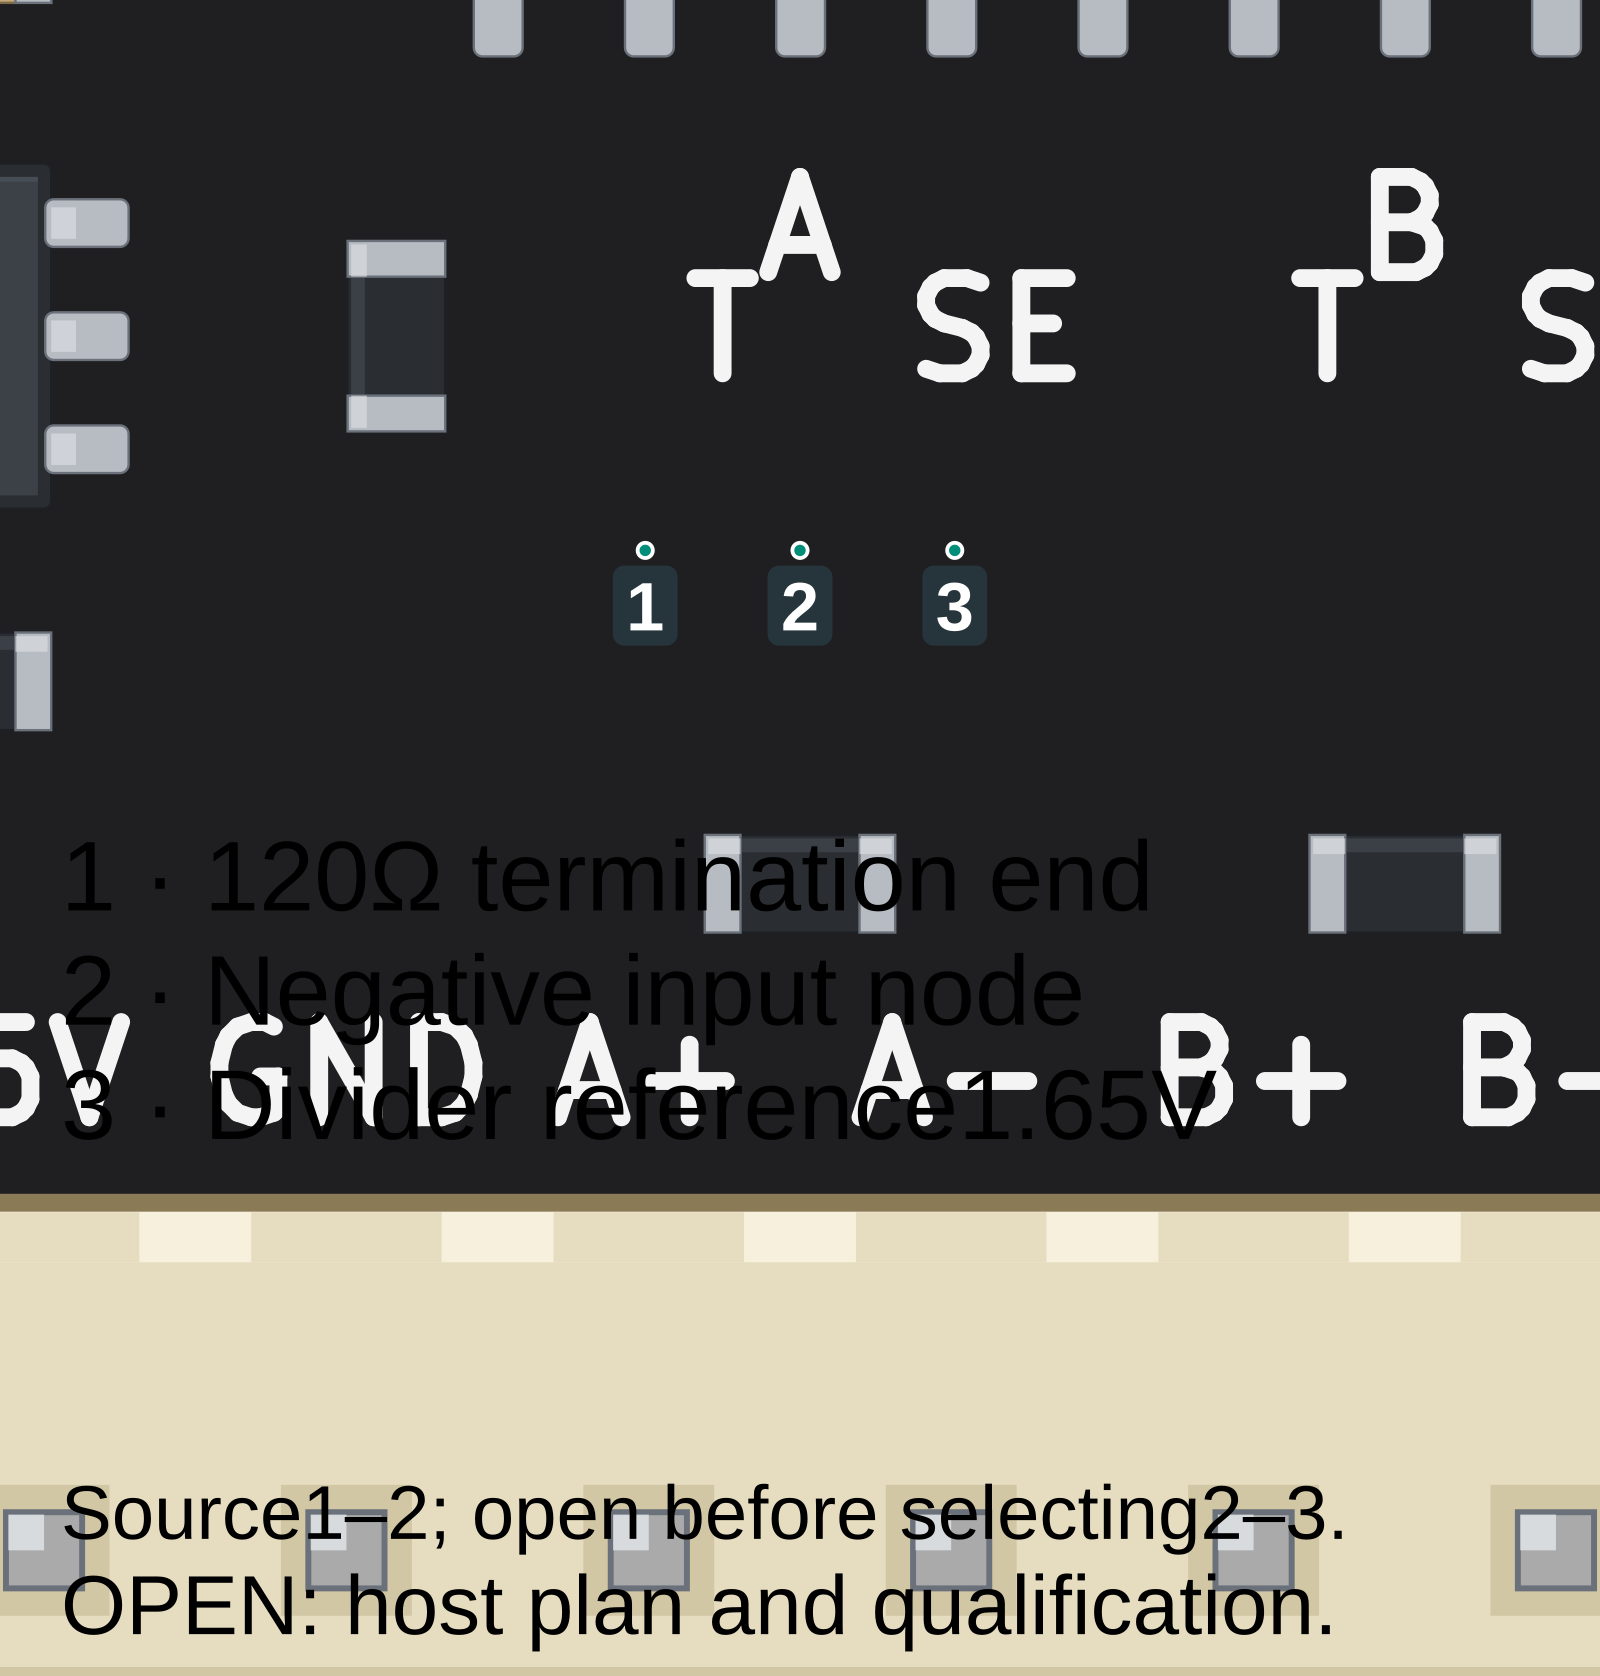 A B
T SE T S
1 2 3
1 · 120Ω termination end
2 · Negative input node
5V GND A+ A- B+ B-
3 · Divider reference1.65V
Source1–2; open before selecting2–3.
OPEN: host plan and qualification.